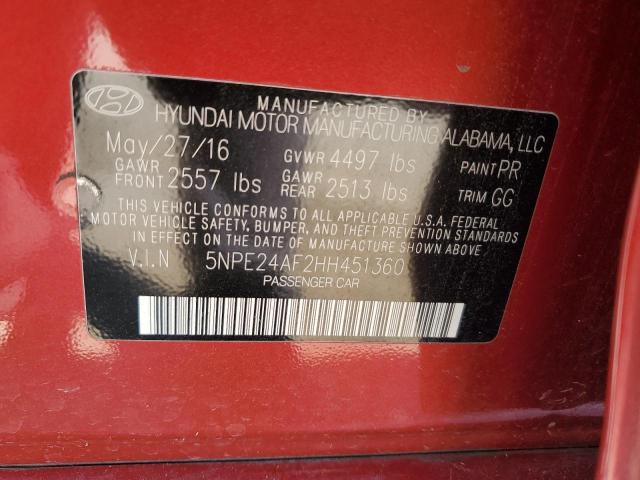 MANUFACTURED BY
HYUNDAI MOTOR MANUFACTURING ALABAMA, LLC
May/27/16 GVWR 4497 lbs PAINT PR
GAWR FRONT 2557 lbs GAWR REAR 2513 lbs TRIM GG
THIS VEHICLE CONFORMS TO ALL APPLICABLE U.S.A. FEDERAL
MOTOR VEHICLE SAFETY, BUMPER, AND THEFT PREVENTION STANDARDS
IN EFFECT ON THE DATE OF MANUFACTURE SHOWN ABOVE
V.I.N 5NPE24AF2HH451360
PASSENGER CAR